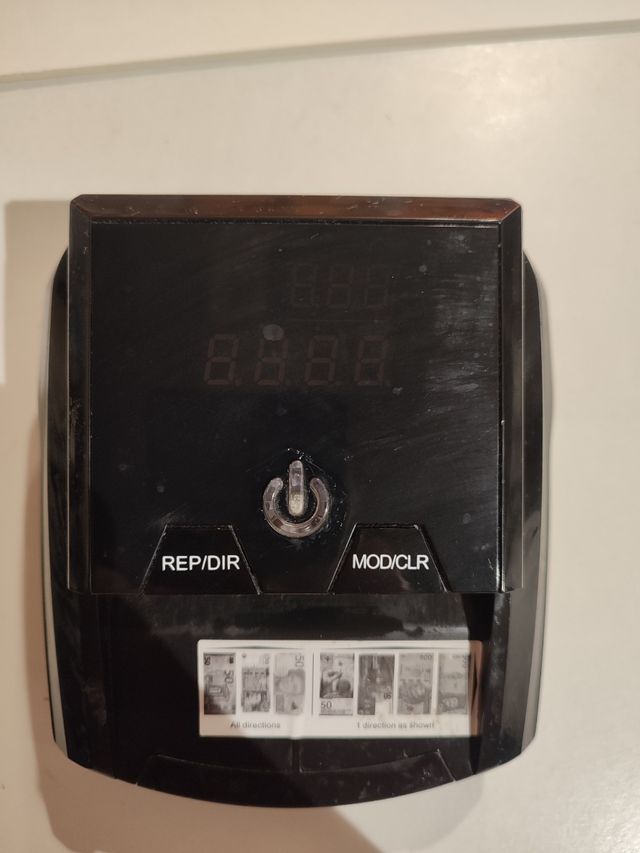 REP/DIR MOD/CLR
All directions 1 direction as shown